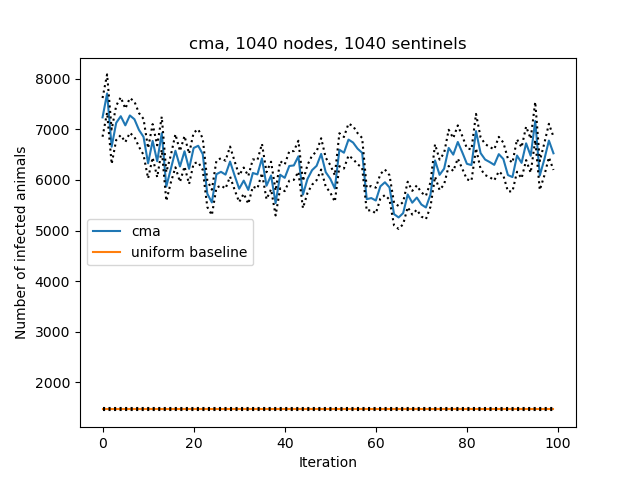 cma, 1040 nodes, 1040 sentinels
8000
7000
6000
5000
4000
3000
2000
Number of infected animals
cma
uniform baseline
0 20 40 60 80 100
Iteration